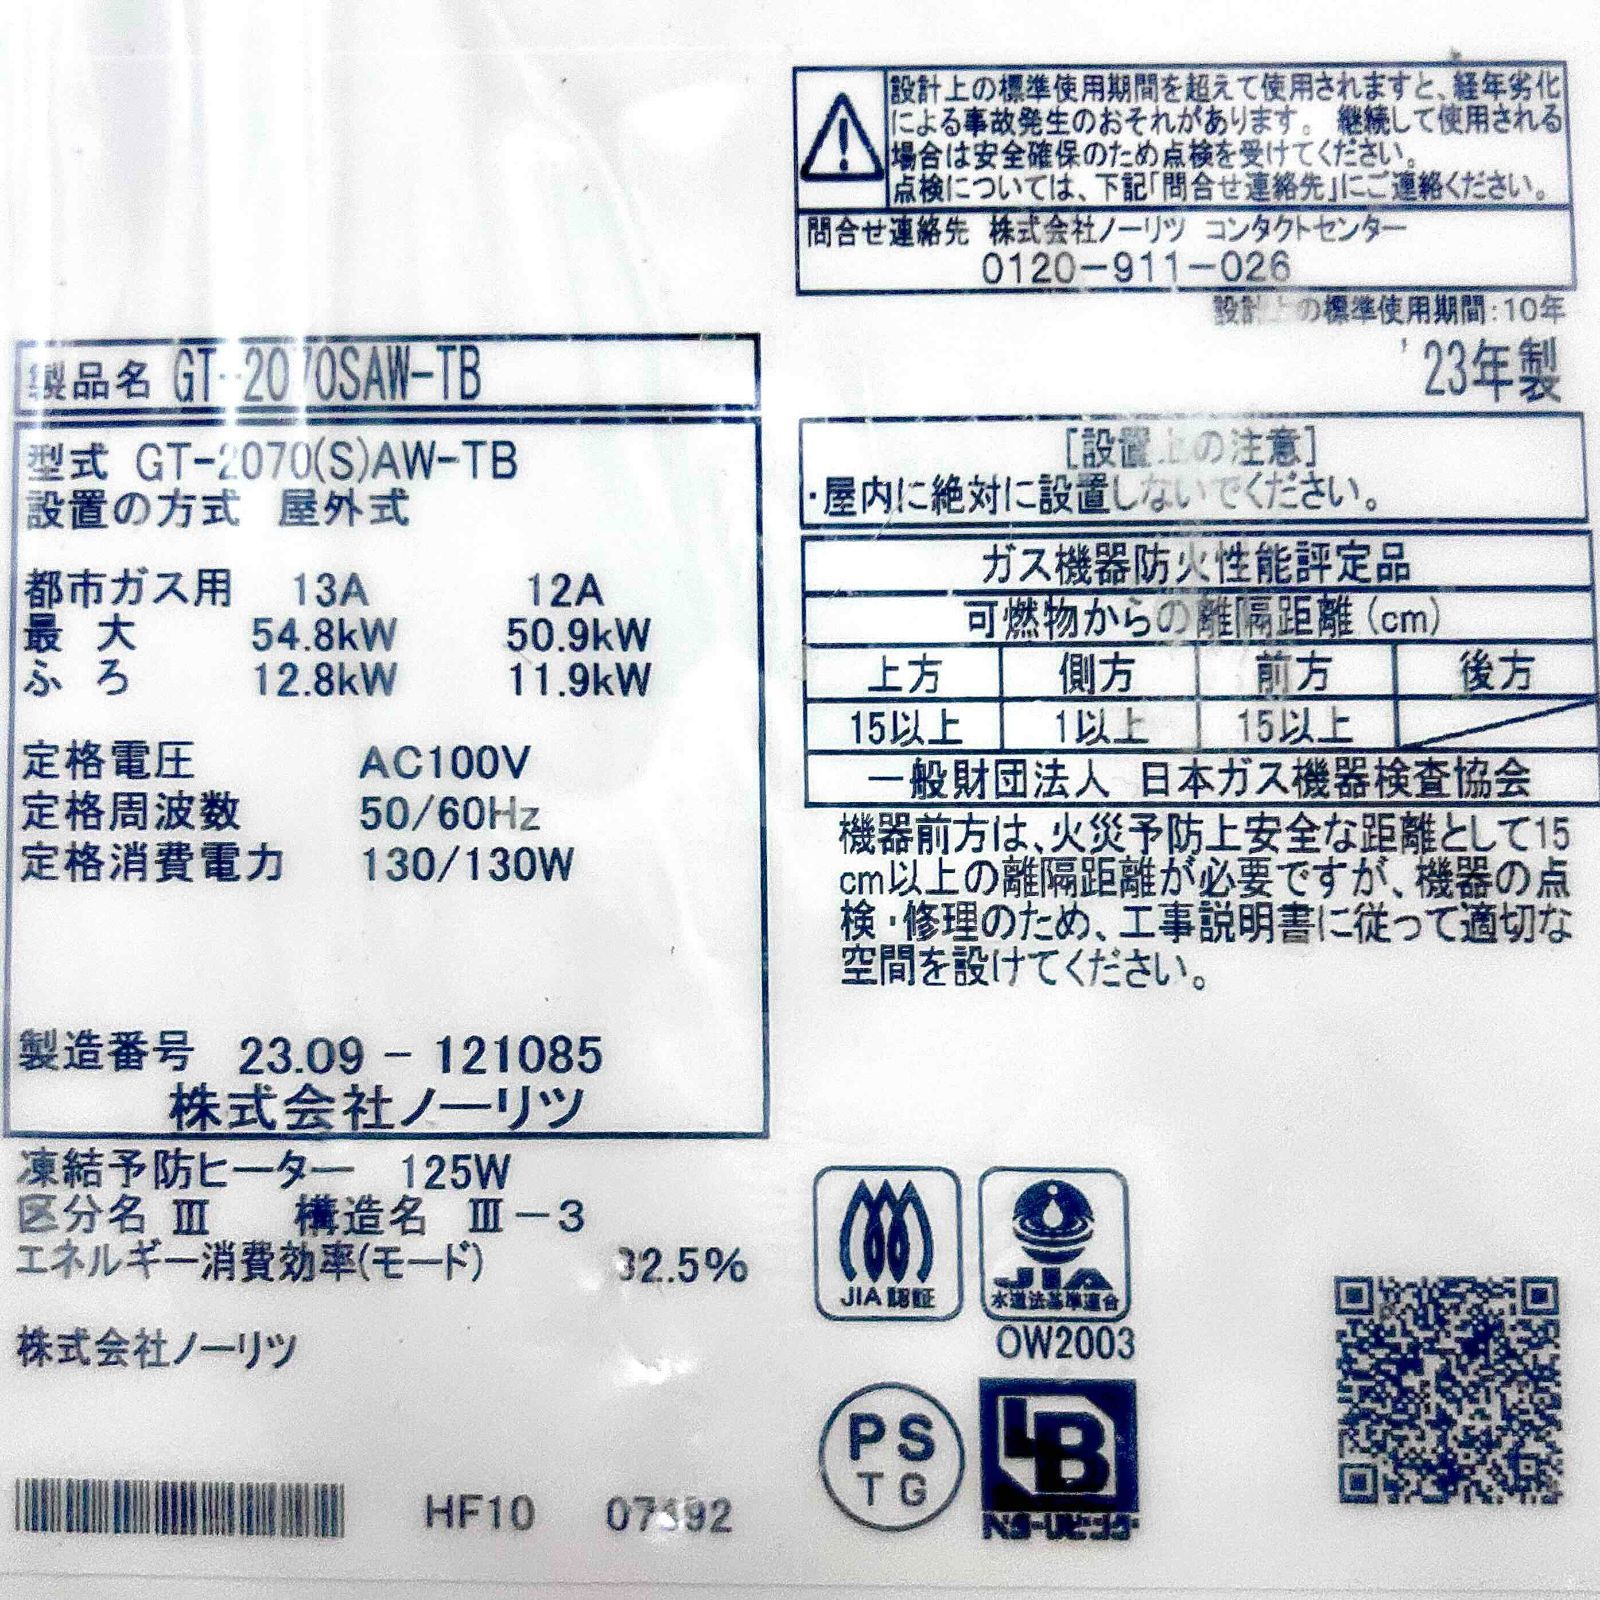 設計上の標準使用期間を超えて使用されますと、経年劣化
による事故発生のおそれがあります。 継続して使用される
場合は安全確保のため点検を受けてください。
点検については、下記「問合せ連絡先」にご連絡ください。
問合せ連絡先 株式会社ノーリツ コンタクトセンター
0120-911-026
設計上の標準使用期間:10年
'23年製
製品名 GT-2070SAW-TB
型式 GT-2070(S)AW-TB
設置の方式 屋外式
都市ガス用 13A 12A
最 大 54.8kW 50.9kW
ふ ろ 12.8kW 11.9kW
定格電圧 AC100V
定格周波数 50/60Hz
定格消費電力 130/130W
製造番号 23.09 - 121085
株式会社ノーリツ
凍結予防ヒーター 125W
区分名 Ⅲ 構造名 Ⅲ-3
エネルギー消費効率(モード)
株式会社ノーリツ
HF10
[設置上の注意]
・屋内に絶対に設置しないでください。
ガス機器防火性能評定品
可燃物からの離隔距離(cm)
上方 側方 前方 後方
15以上 1以上 15以上
一般財団法人 日本ガス機器検査協会
機器前方は、火災予防上安全な距離として15
cm以上の離隔距離が必要ですが、機器の点
検・修理のため、工事説明書に従って適切な
空間を設けてください。
JIA 認証
JIA
水道法基準適合
OW2003
PS
TG